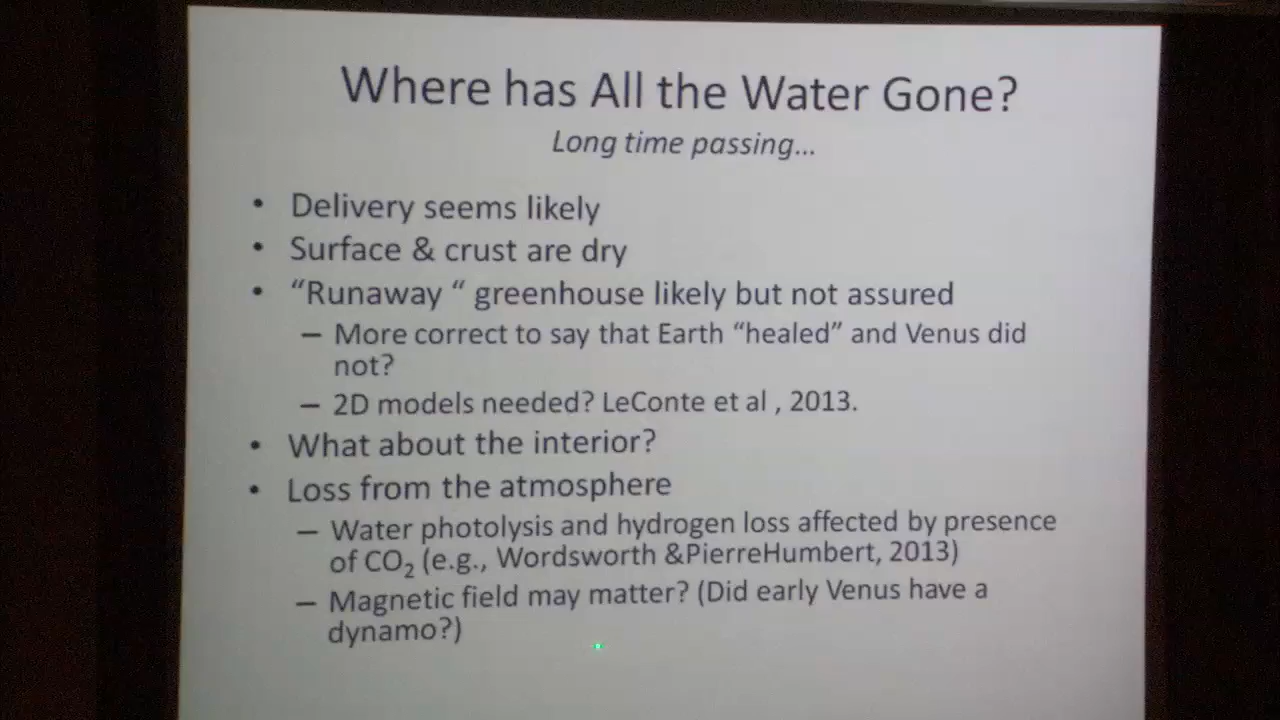 Where has All the Water Gone?
Long time passing...
• Delivery seems likely
• Surface & crust are dry
• “Runaway “ greenhouse likely but not assured
– More correct to say that Earth “healed” and Venus did
not?
– 2D models needed? LeConte et al , 2013.
• What about the interior?
• Loss from the atmosphere
– Water photolysis and hydrogen loss affected by presence
of CO₂ (e.g., Wordsworth &PierreHumbert, 2013)
– Magnetic field may matter? (Did early Venus have a
dynamo?)